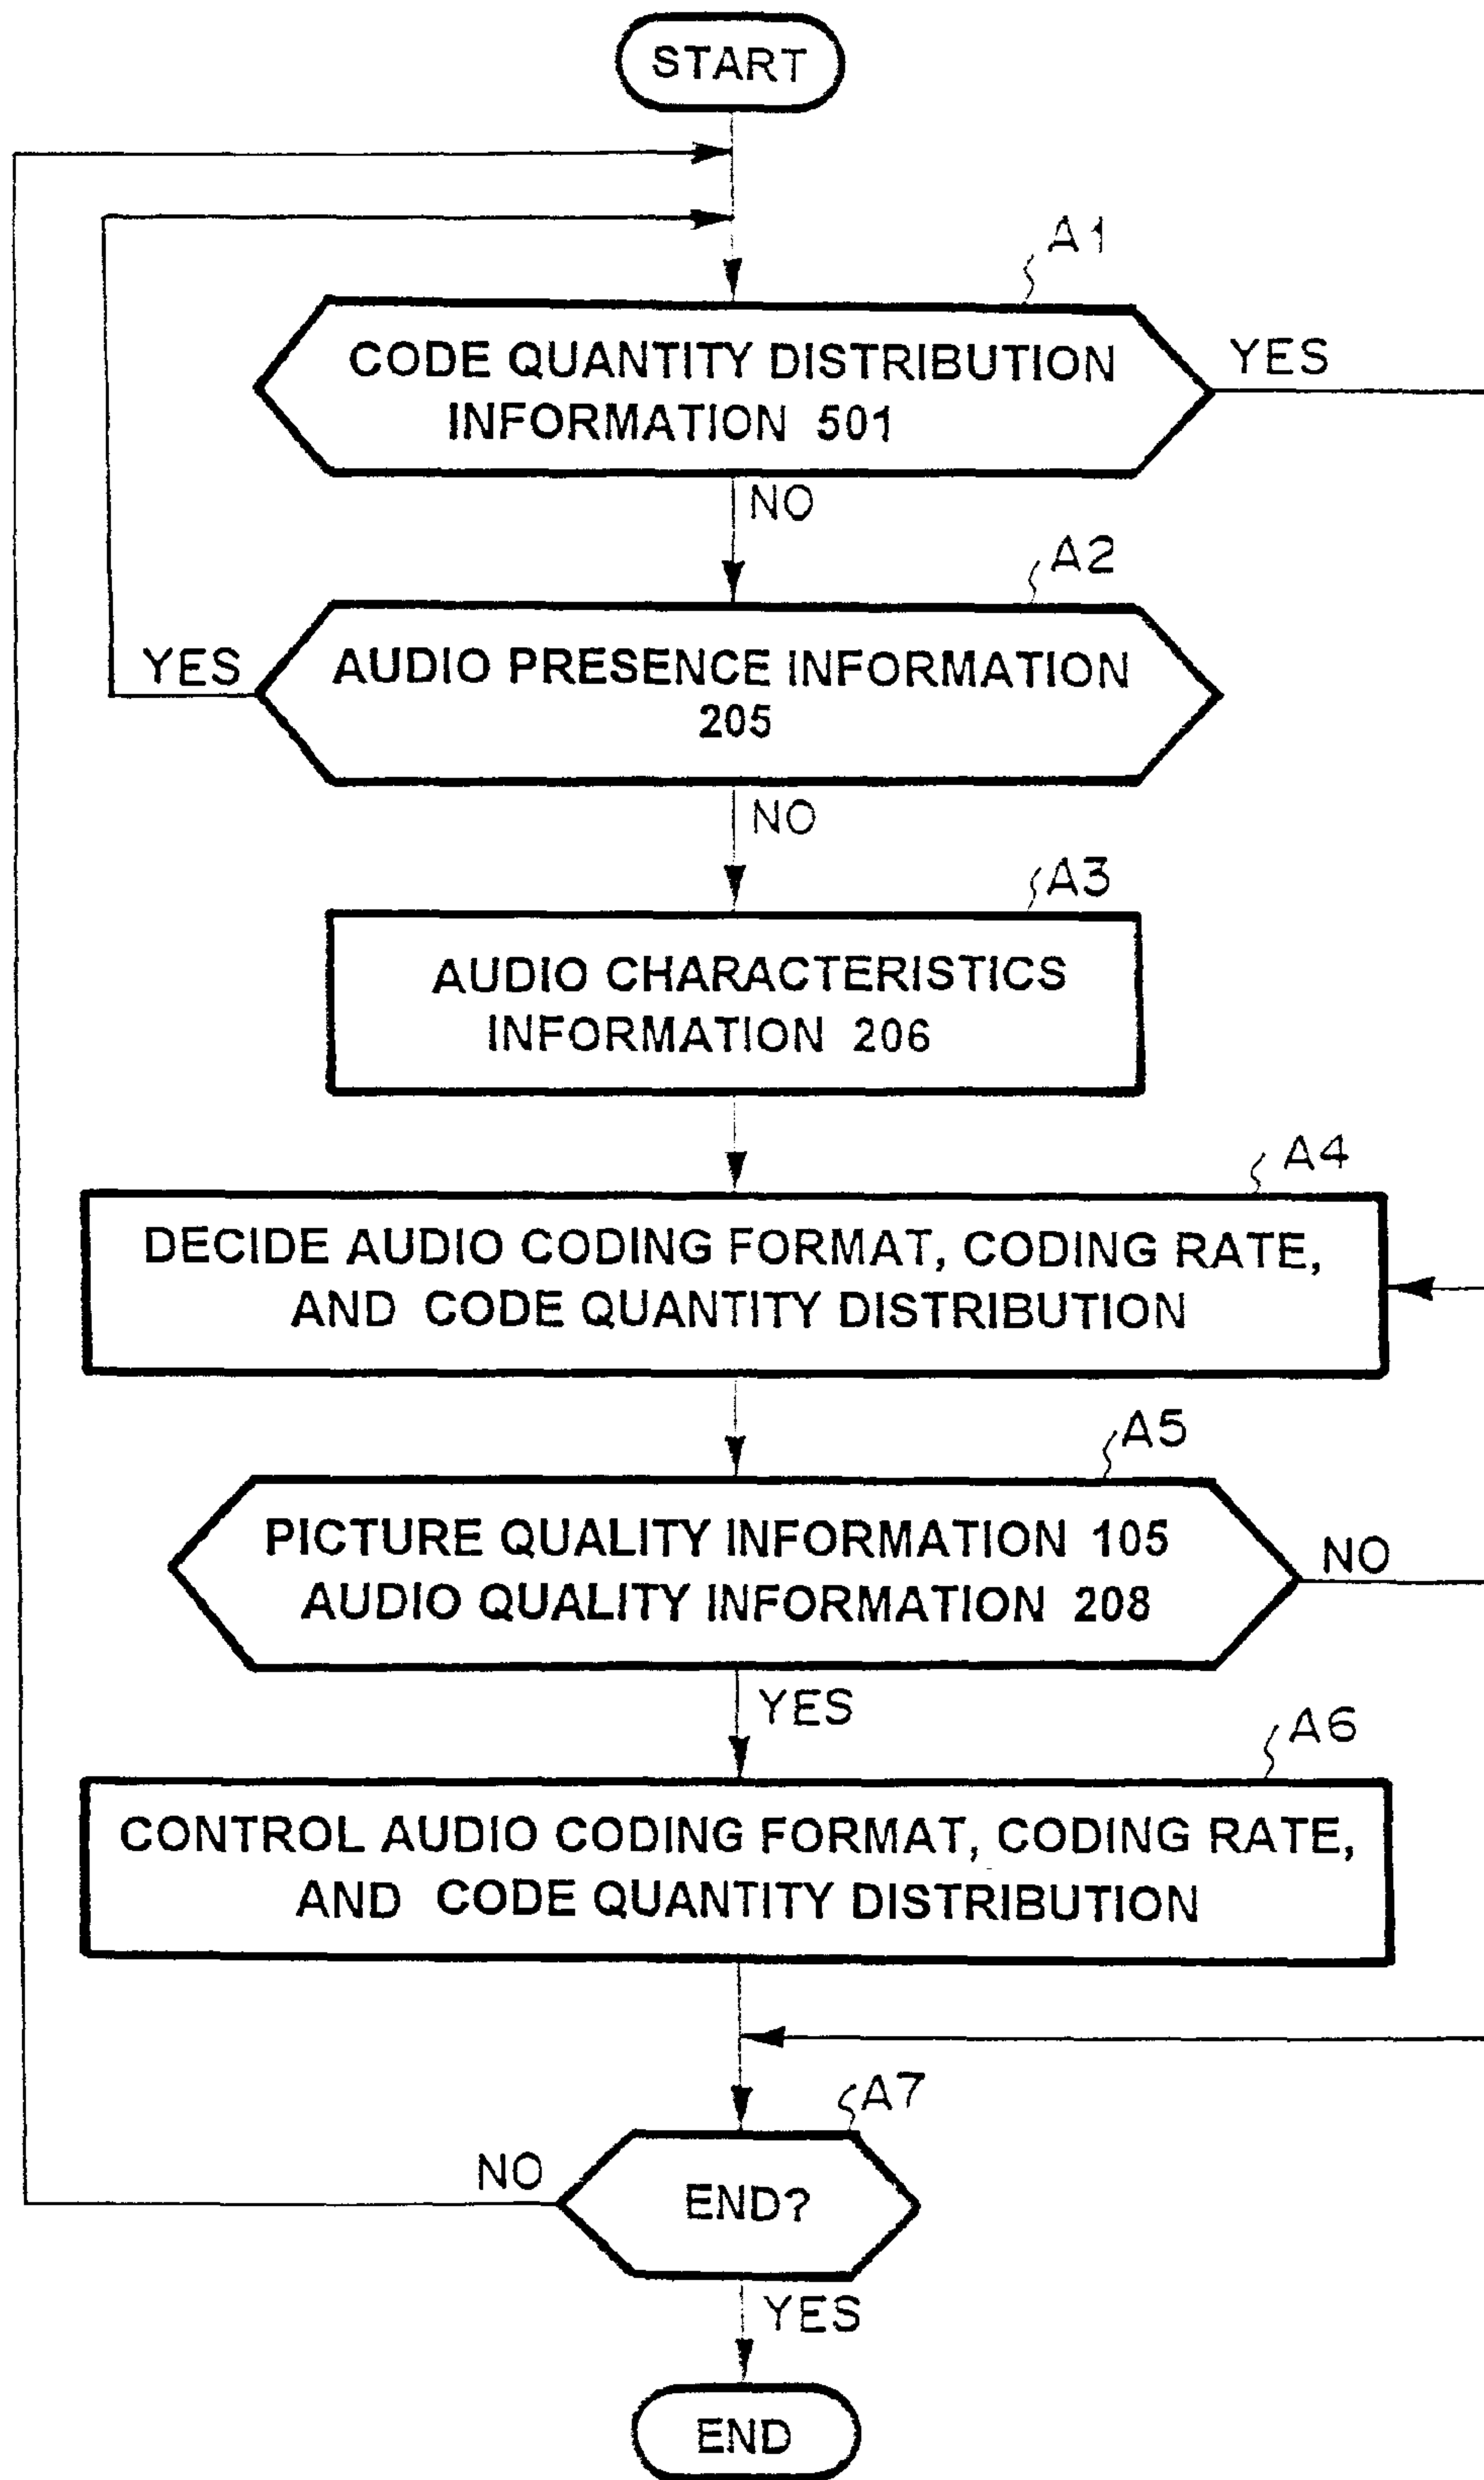 START
A1
CODE QUANTITY DISTRIBUTION
INFORMATION 501
YES
NO
A2
AUDIO PRESENCE INFORMATION
205
YES
NO
A3
AUDIO CHARACTERISTICS
INFORMATION 206
A4
DECIDE AUDIO CODING FORMAT, CODING RATE,
AND CODE QUANTITY DISTRIBUTION
A5
PICTURE QUALITY INFORMATION 105
AUDIO QUALITY INFORMATION 208
NO
YES
A6
CONTROL AUDIO CODING FORMAT, CODING RATE,
AND CODE QUANTITY DISTRIBUTION
A7
NO
END?
YES
END